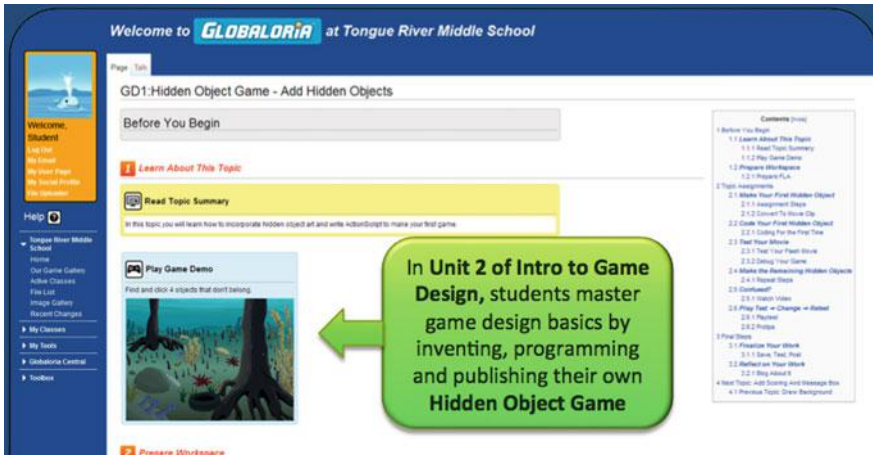 Welcome to GLOBALORIA at Tongue River Middle School
Page Talk
GD1:Hidden Object Game - Add Hidden Objects
Before You Begin
1 Learn About This Topic
Read Topic Summary
In this topic you will learn how to incorporate hidden object art and write ActionScript to make your first game.
Play Game Demo
Find and click 4 objects that don't belong.
2 Prepare Workspace
Welcome,
Student
Log Out
My Email
My User Page
My Social Profile
File Uploader
Help
Tongue River Middle
School
Home
Our Game Gallery
Active Classes
File List
Image Gallery
Recent Changes
My Classes
My Tools
Globaloria Central
Toolbox
In Unit 2 of Intro to Game
Design, students master
game design basics by
inventing, programming
and publishing their own
Hidden Object Game
Contents [hide]
1 Before You Begin
1.1 Learn About This Topic
1.1.1 Read Topic Summary
1.1.2 Play Game Demo
1.2 Prepare Workspace
1.2.1 Prepare FLA
2 Topic Assignments
2.1 Make Your First Hidden Object
2.1.1 Assignment Steps
2.1.2 Convert To Movie Clip
2.2 Code Your First Hidden Object
2.2.1 Coding For the First Time
2.3 Test Your Movie
2.3.1 Test Your Flash Movie
2.3.2 Debug Your Game
2.4 Make the Remaining Hidden Objects
2.4.1 Repeat Steps
2.5 Confused?
2.5.1 Watch Video
2.6 Play Test → Change → Retest
2.6.1 Playtest
2.6.2 Protips
3 Final Steps
3.1 Finalize Your Work
3.1.1 Save, Test, Post
3.2 Reflect on Your Work
3.2.1 Blog About It
4 Next Topic: Add Scoring And Message Box
4.1 Previous Topic: Draw Background